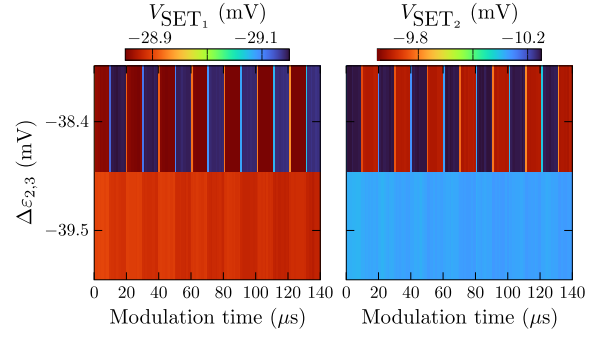 V_SET₁ (mV)
V_SET₂ (mV)
−28.9 −29.1
−9.8 −10.2
Δε₂,₃ (mV)
−38.4
−39.5
0 20 40 60 80 100 120 140
0 20 40 60 80 100 120 140
Modulation time (μs)
Modulation time (μs)